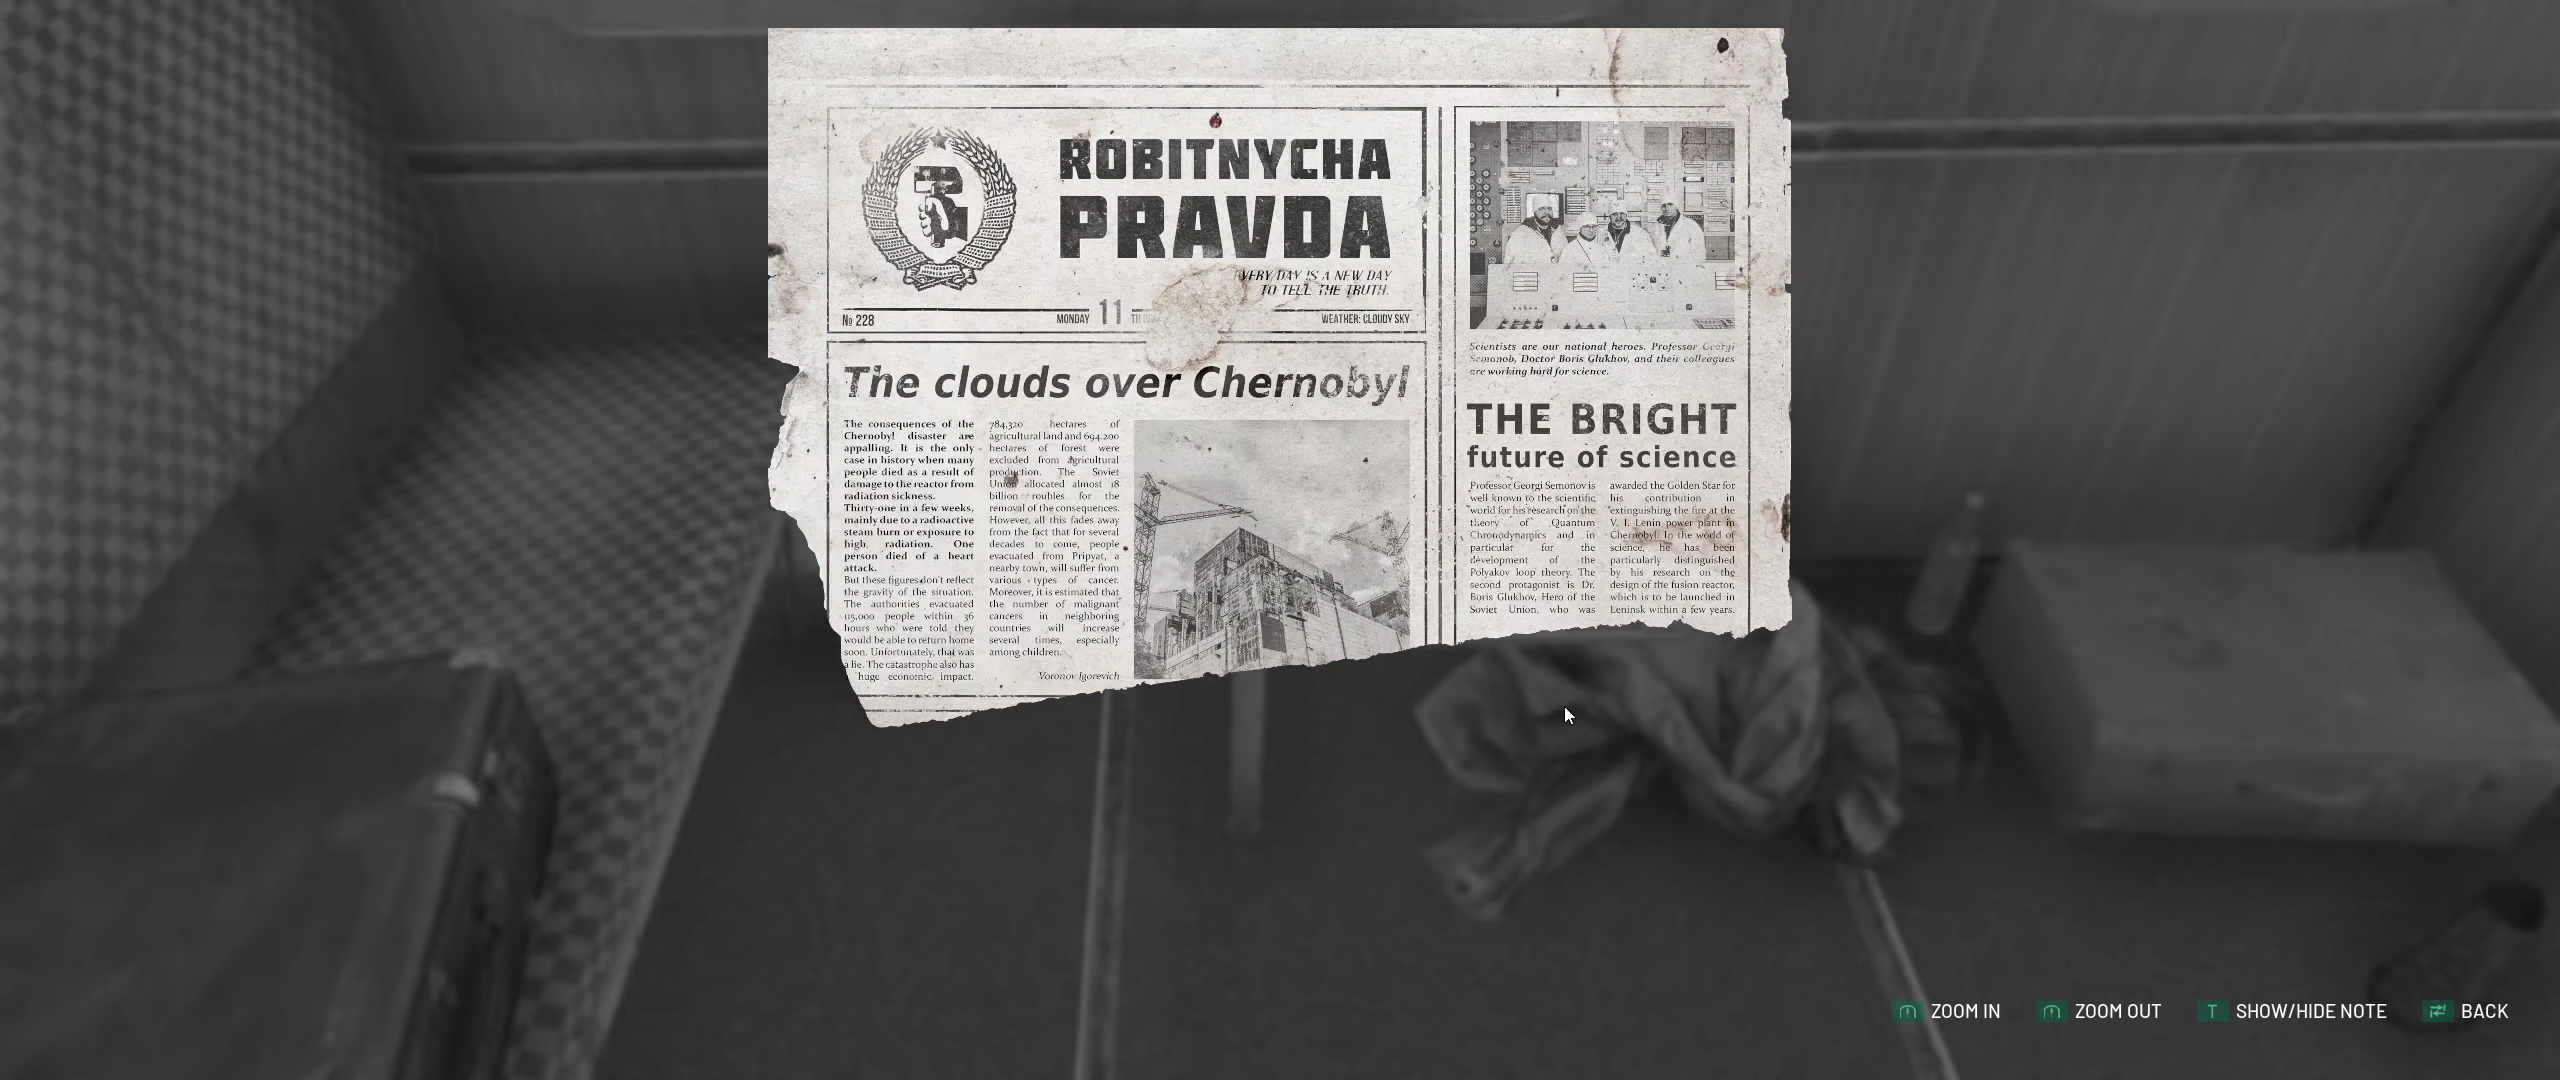 ROBITNYCHA
PRAVDA
VERY DAY IS A NEW DAY
TO TELL THE TRUTH.
№ 228
MONDAY 11 TH
WEATHER: CLOUDY SKY
The clouds over Chernobyl
The consequences of the
Chernobyl disaster are
appalling. It is the only
case in history when many
people died as a result of
damage to the reactor from
radiation sickness.
Thirty-one in a few weeks,
mainly due to a radioactive
steam burn or exposure to
high radiation. One
person died of a heart
attack.
But these figures don't reflect
the gravity of the situation.
The authorities evacuated
115,000 people within 36
hours who were told they
would be able to return home
soon. Unfortunately, that was
a lie. The catastrophe also has
huge economic impact.
784,320 hectares of
agricultural land and 694.200
hectares of forest were
excluded from agricultural
production. The Soviet
Union allocated almost 18
billion roubles for the
removal of the consequences.
However, all this fades away
from the fact that for several
decades to come, people
evacuated from Pripyat, a
nearby town, will suffer from
various types of cancer.
Moreover, it is estimated that
the number of malignant
cancers in neighboring
countries will increase
several times, especially
among children.
Voronov Igorevich
Scientists are our national heroes. Professor Georgi
Semonob, Doctor Boris Glukhov, and their colleagues
are working hard for science.
THE BRIGHT
future of science
Professor Georgi Semonov is
well known to the scientific
world for his research on the
theory of Quantum
Chronodynamics and in
particular for the
development of the
Polyakov loop theory. The
second protagonist is Dr.
Boris Glukhov, Hero of the
Soviet Union, who was
awarded the Golden Star for
his contribution in
extinguishing the fire at the
V. I. Lenin power plant in
Chernobyl. In the world of
science, he has been
particularly distinguished
by his research on the
design of the fusion reactor,
which is to be launched in
Leninsk within a few years.
ZOOM IN
ZOOM OUT
T SHOW/HIDE NOTE
BACK